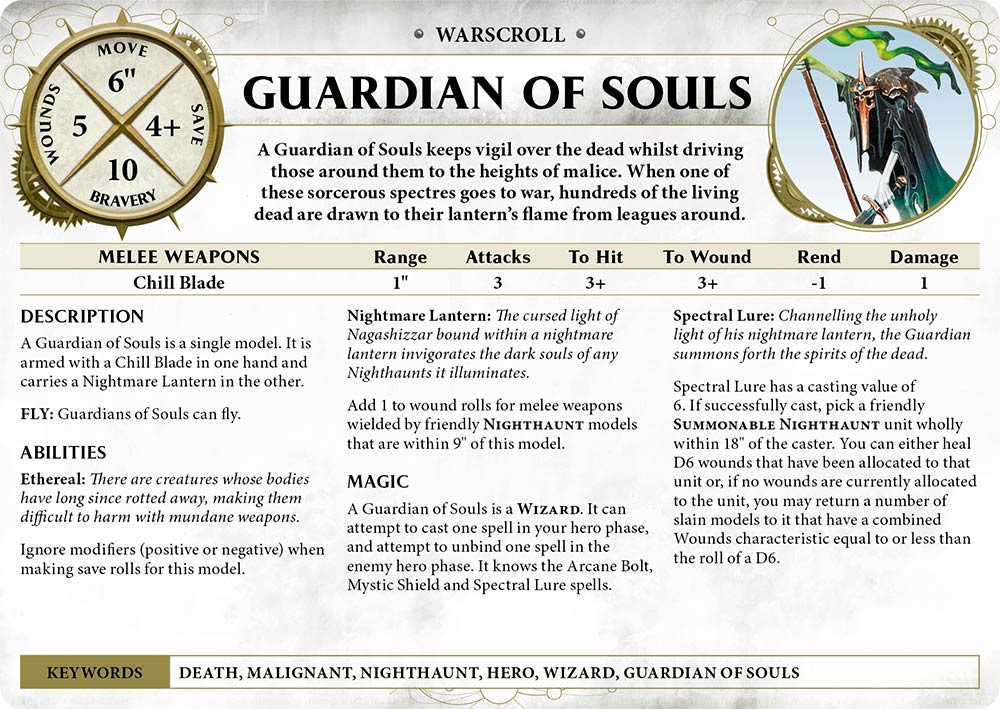 WARSCROLL
GUARDIAN OF SOULS
MOVE
6"
WOUNDS
5
4+
SAVE
10
BRAVERY
A Guardian of Souls keeps vigil over the dead whilst driving
those around them to the heights of malice. When one of
these sorcerous spectres goes to war, hundreds of the living
dead are drawn to their lantern’s flame from leagues around.
MELEE WEAPONS Range Attacks To Hit To Wound Rend Damage
Chill Blade 1" 3 3+ 3+ -1 1
DESCRIPTION
A Guardian of Souls is a single model. It is
armed with a Chill Blade in one hand and
carries a Nightmare Lantern in the other.
FLY: Guardians of Souls can fly.
ABILITIES
Ethereal: There are creatures whose bodies
have long since rotted away, making them
difficult to harm with mundane weapons.
Ignore modifiers (positive or negative) when
making save rolls for this model.
Nightmare Lantern: The cursed light of
Nagashizzar bound within a nightmare
lantern invigorates the dark souls of any
Nighthaunts it illuminates.
Add 1 to wound rolls for melee weapons
wielded by friendly NIGHTHAUNT models
that are within 9" of this model.
MAGIC
A Guardian of Souls is a WIZARD. It can
attempt to cast one spell in your hero phase,
and attempt to unbind one spell in the
enemy hero phase. It knows the Arcane Bolt,
Mystic Shield and Spectral Lure spells.
Spectral Lure: Channelling the unholy
light of his nightmare lantern, the Guardian
summons forth the spirits of the dead.
Spectral Lure has a casting value of
6. If successfully cast, pick a friendly
SUMMONABLE NIGHTHAUNT unit wholly
within 18" of the caster. You can either heal
D6 wounds that have been allocated to that
unit or, if no wounds are currently allocated
to the unit, you may return a number of
slain models to it that have a combined
Wounds characteristic equal to or less than
the roll of a D6.
KEYWORDS DEATH, MALIGNANT, NIGHTHAUNT, HERO, WIZARD, GUARDIAN OF SOULS